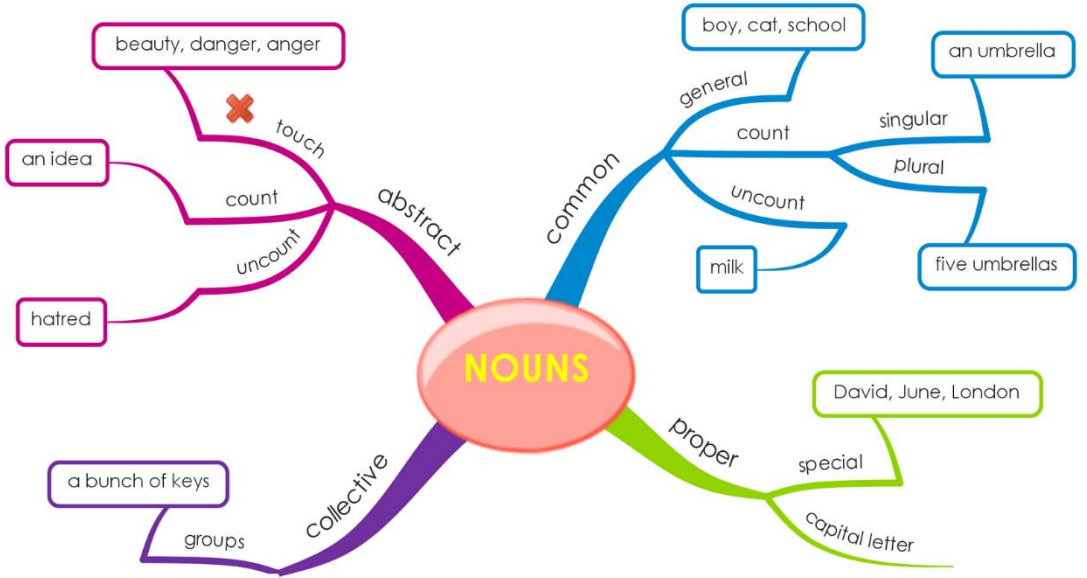 NOUNS
abstract
touch
beauty, danger, anger
count
an idea
uncount
hatred
common
general
boy, cat, school
count
singular
an umbrella
plural
five umbrellas
uncount
milk
proper
special
David, June, London
capital letter
collective
groups
a bunch of keys